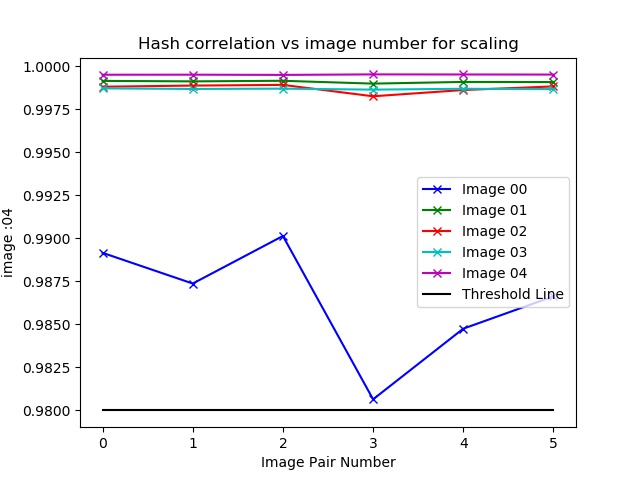 Hash correlation vs image number for scaling
1.0000
0.9975
0.9950
0.9925
0.9900
0.9875
0.9850
0.9825
0.9800
image :04
Image 00
Image 01
Image 02
Image 03
Image 04
Threshold Line
0 1 2 3 4 5
Image Pair Number